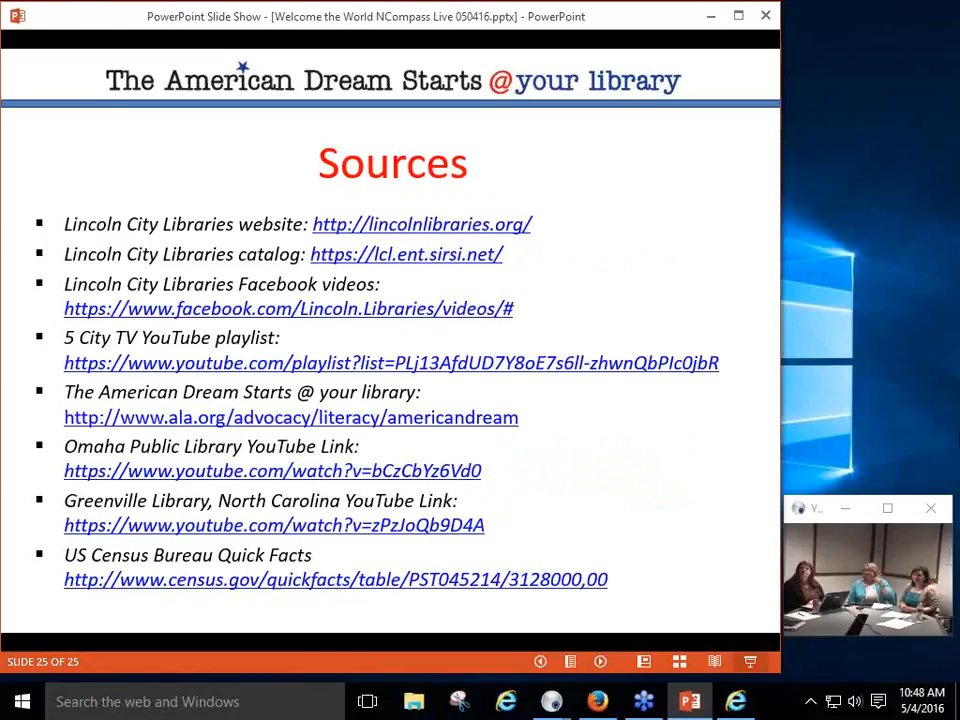 PowerPoint Slide Show - [Welcome the World NCompass Live 050416.pptx] - PowerPoint
The American Dream Starts @your library
Sources
Lincoln City Libraries website: http://lincolnlibraries.org/
Lincoln City Libraries catalog: https://lcl.ent.sirsi.net/
Lincoln City Libraries Facebook videos:
https://www.facebook.com/Lincoln.Libraries/videos/#
5 City TV YouTube playlist:
https://www.youtube.com/playlist?list=PLj13AfdUD7Y8oE7s6ll-zhwnQbPIc0jbR
The American Dream Starts @ your library:
http://www.ala.org/advocacy/literacy/americandream
Omaha Public Library YouTube Link:
https://www.youtube.com/watch?v=bCzCbYz6Vd0
Greenville Library, North Carolina YouTube Link:
https://www.youtube.com/watch?v=zPzJoQb9D4A
US Census Bureau Quick Facts
http://www.census.gov/quickfacts/table/PST045214/3128000,00
Y..
SLIDE 25 OF 25
Search the web and Windows
10:48 AM
5/4/2016